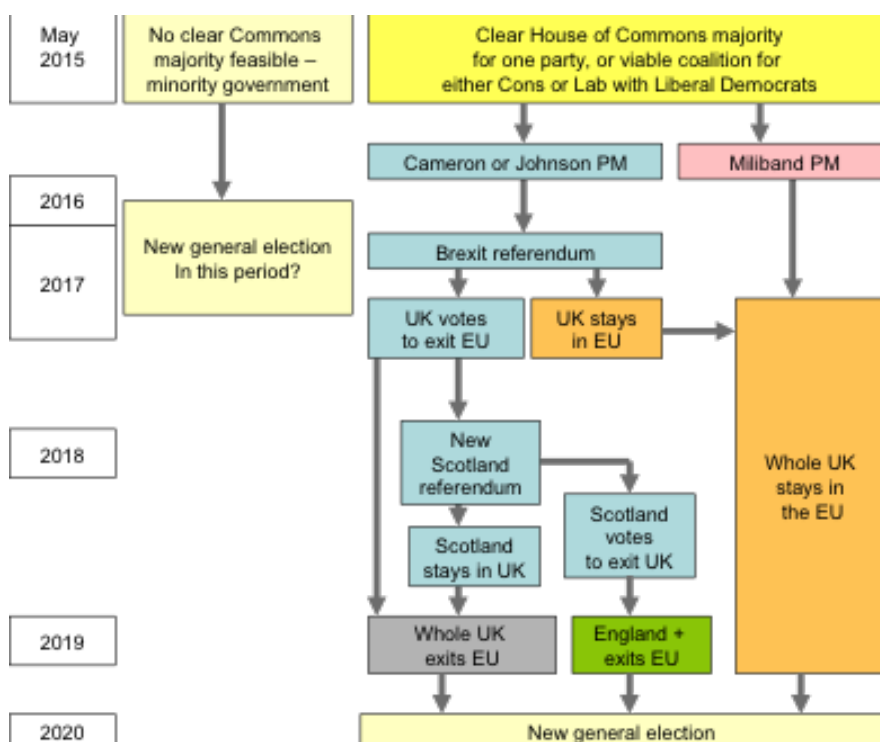 May
2015
No clear Commons
majority feasible –
minority government
Clear House of Commons majority
for one party, or viable coalition for
either Cons or Lab with Liberal Democrats
Cameron or Johnson PM
Miliband PM
2016
2017
New general election
In this period?
Brexit referendum
UK votes
to exit EU
UK stays
in EU
2018
New
Scotland
referendum
Whole UK
stays in
the EU
Scotland
votes
to exit UK
Scotland
stays in UK
2019
Whole UK
exits EU
England +
exits EU
2020
New general election